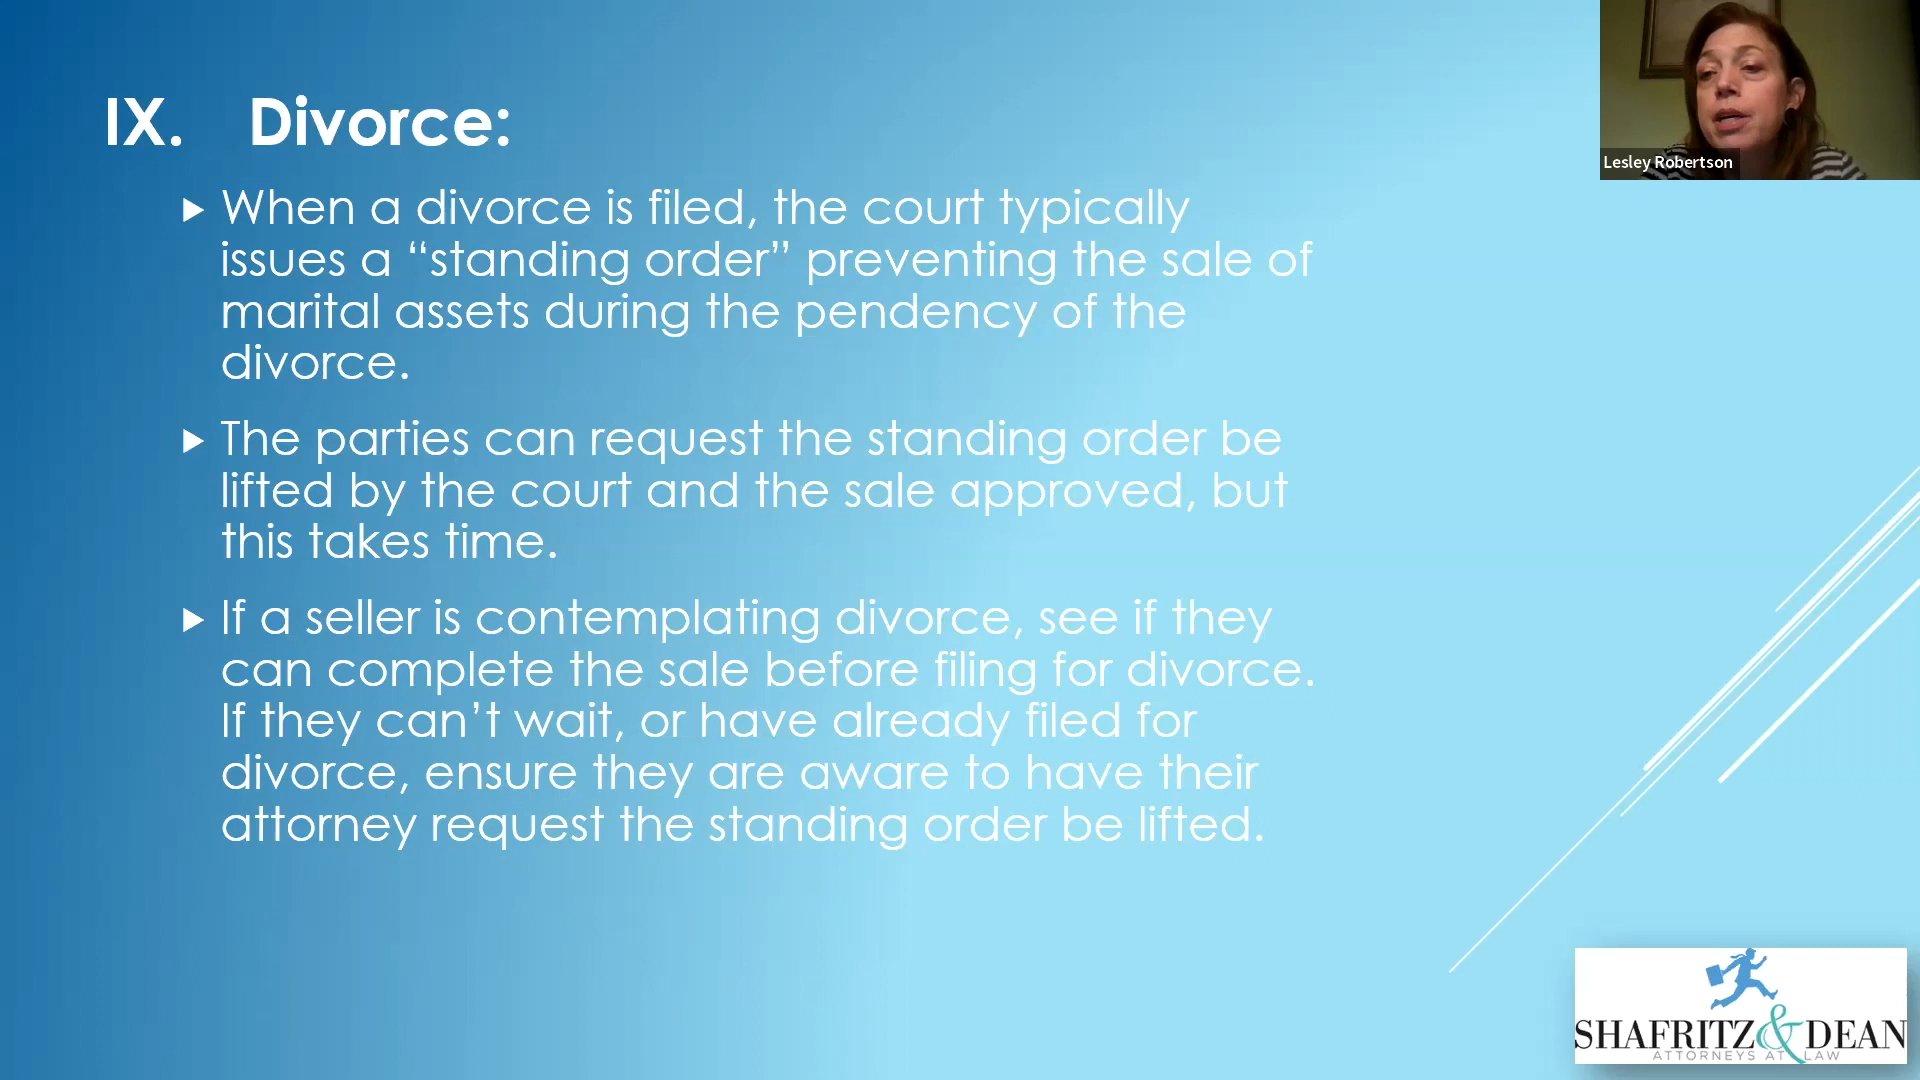 IX. Divorce:
When a divorce is filed, the court typically
issues a “standing order” preventing the sale of
marital assets during the pendency of the
divorce.
The parties can request the standing order be
lifted by the court and the sale approved, but
this takes time.
If a seller is contemplating divorce, see if they
can complete the sale before filing for divorce.
If they can’t wait, or have already filed for
divorce, ensure they are aware to have their
attorney request the standing order be lifted.
Lesley Robertson
SHAFRITZ & DEAN
ATTORNEYS AT LAW